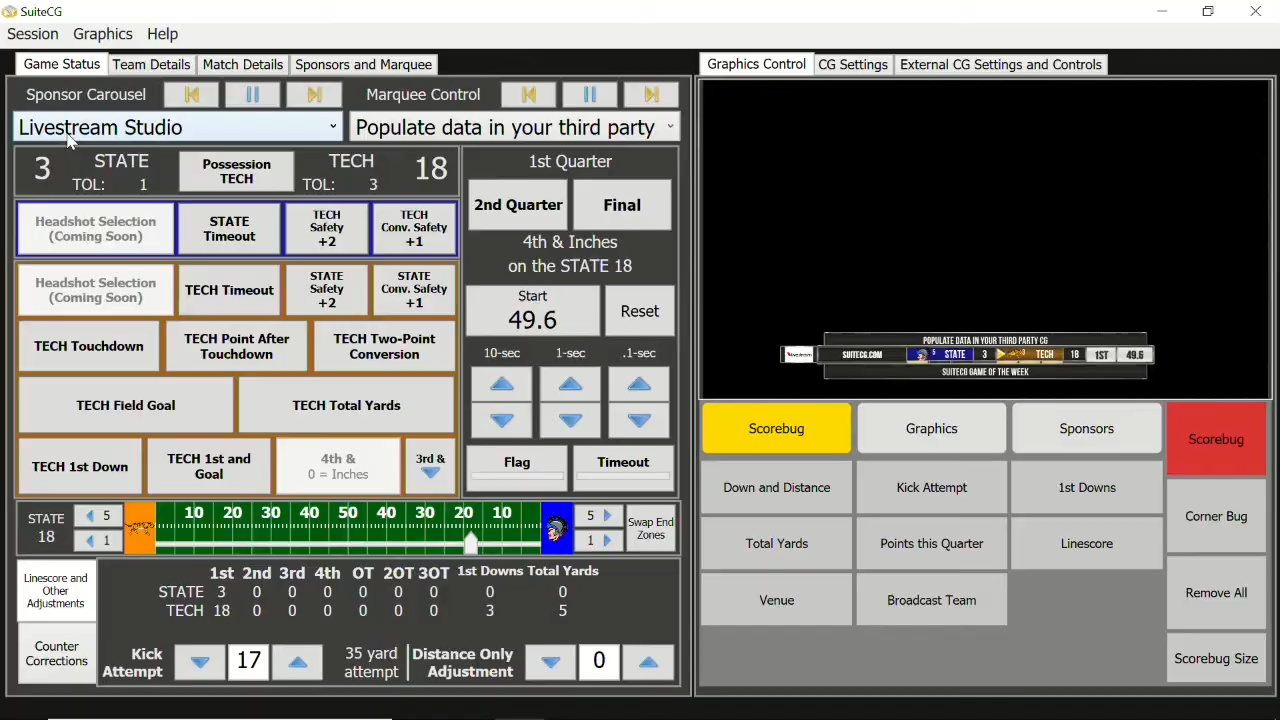 SuiteCG
Session Graphics Help
Game Status Team Details Match Details Sponsors and Marquee
Sponsor Carousel Marquee Control
Livestream Studio Populate data in your third party
3 STATE TOL: 1
Possession TECH
TECH TOL: 3 18
Headshot Selection (Coming Soon)
STATE Timeout
TECH Safety +2
TECH Conv. Safety +1
Headshot Selection (Coming Soon)
TECH Timeout
STATE Safety +2
STATE Conv. Safety +1
TECH Touchdown
TECH Point After Touchdown
TECH Two-Point Conversion
TECH Field Goal
TECH Total Yards
TECH 1st Down
TECH 1st and Goal
4th & 0 = Inches
3rd &
1st Quarter
2nd Quarter
Final
4th & Inches
on the STATE 18
Start 49.6
Reset
10-sec 1-sec .1-sec
Flag
Timeout
STATE 18
5
1
10 20 30 40 50 40 30 20 10
5
1
Swap End Zones
Linescore and Other Adjustments
Counter Corrections
1st 2nd 3rd 4th OT 2OT 3OT 1st Downs Total Yards
STATE 3 0 0 0 0 0 0 0 0
TECH 18 0 0 0 0 0 0 3 5
Kick Attempt
17
35 yard attempt
Distance Only Adjustment
0
Graphics Control CG Settings External CG Settings and Controls
POPULATE DATA IN YOUR THIRD PARTY CG
livestream SUITECG.COM 5 STATE 3 3 TECH 18 1ST 49.6
SUITECG GAME OF THE WEEK
Scorebug Graphics Sponsors Scorebug
Down and Distance Kick Attempt 1st Downs
Corner Bug
Total Yards Points this Quarter Linescore
Remove All
Venue Broadcast Team
Scorebug Size